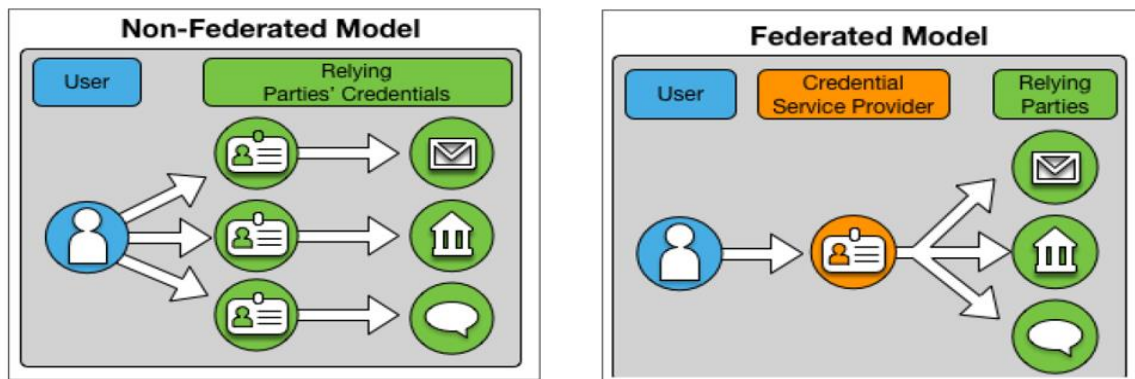 Non-Federated Model
User
Relying
Parties' Credentials
Federated Model
User
Credential
Service Provider
Relying
Parties